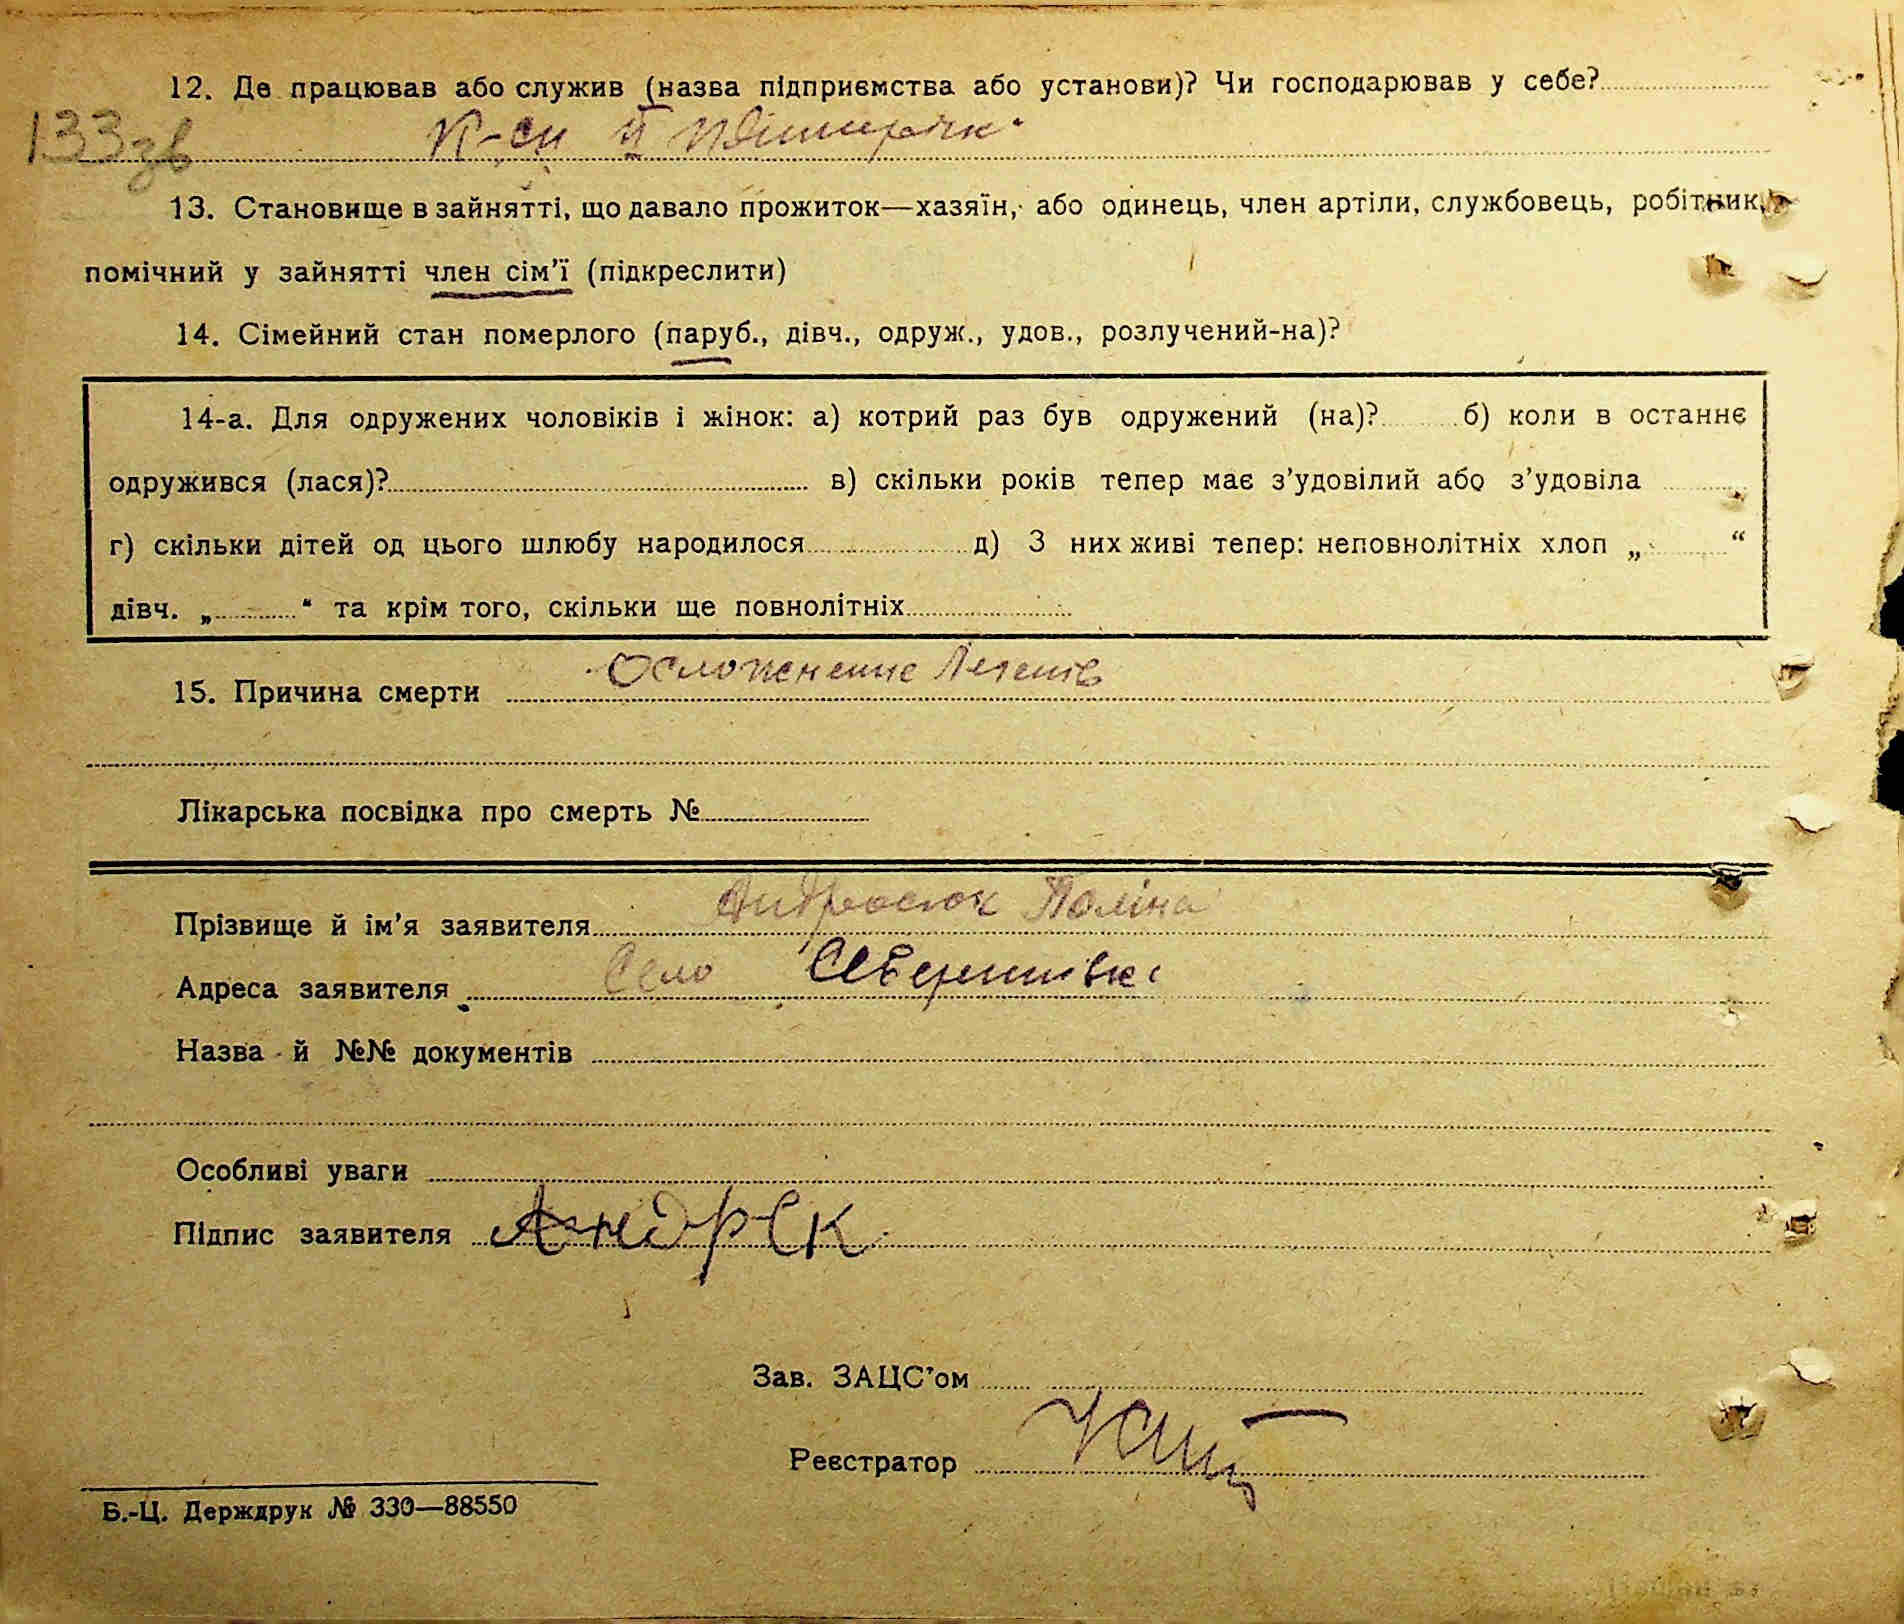 12. Де працював або служив (назва підприємства або установи)? Чи господарював у себе?
133зв К-сп ІІ
13. Становище в зайнятті, що давало прожиток—хазяїн, або одинець, член артіли, службовець, робітник,
помічний у зайнятті член сім'ї (підкреслити)
14. Сімейний стан померлого (паруб., дівч., одруж., удов., розлучений-на)?
14-а. Для одружених чоловіків і жінок: а) котрий раз був одружений (на)? б) коли в останнє
одружився (лася)? в) скільки років тепер має з'удовілий або з'удовіла
г) скільки дітей од цього шлюбу народилося д) З них живі тепер: неповнолітніх хлоп „ “
дівч. „ “ та крім того, скільки ще повнолітніх
15. Причина смерти Осложнение
Лікарська посвідка про смерть №
Прізвище й ім'я заявителя Андросюк Поліна
Адреса заявителя Село
Назва й №№ документів
Особливі уваги
Підпис заявителя
Зав. ЗАЦС'ом
Реєстратор
Б.-Ц. Держдрук № 330—88550